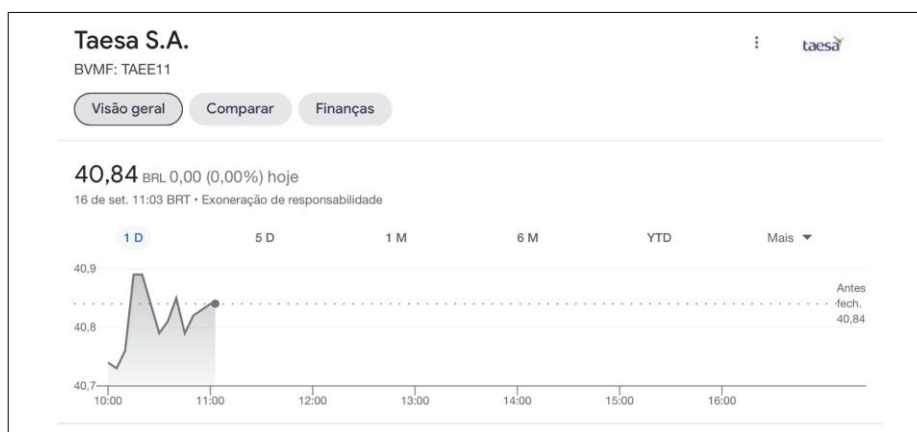 Taesa S.A.
taesa
BVMF: TAEE11
Visão geral Comparar Finanças
40,84 BRL 0,00 (0,00%) hoje
16 de set. 11:03 BRT • Exoneração de responsabilidade
1 D 5 D 1 M 6 M YTD Mais
40,9
Antes
fech.
40,84
40,8
40,7
10:00 11:00 12:00 13:00 14:00 15:00 16:00